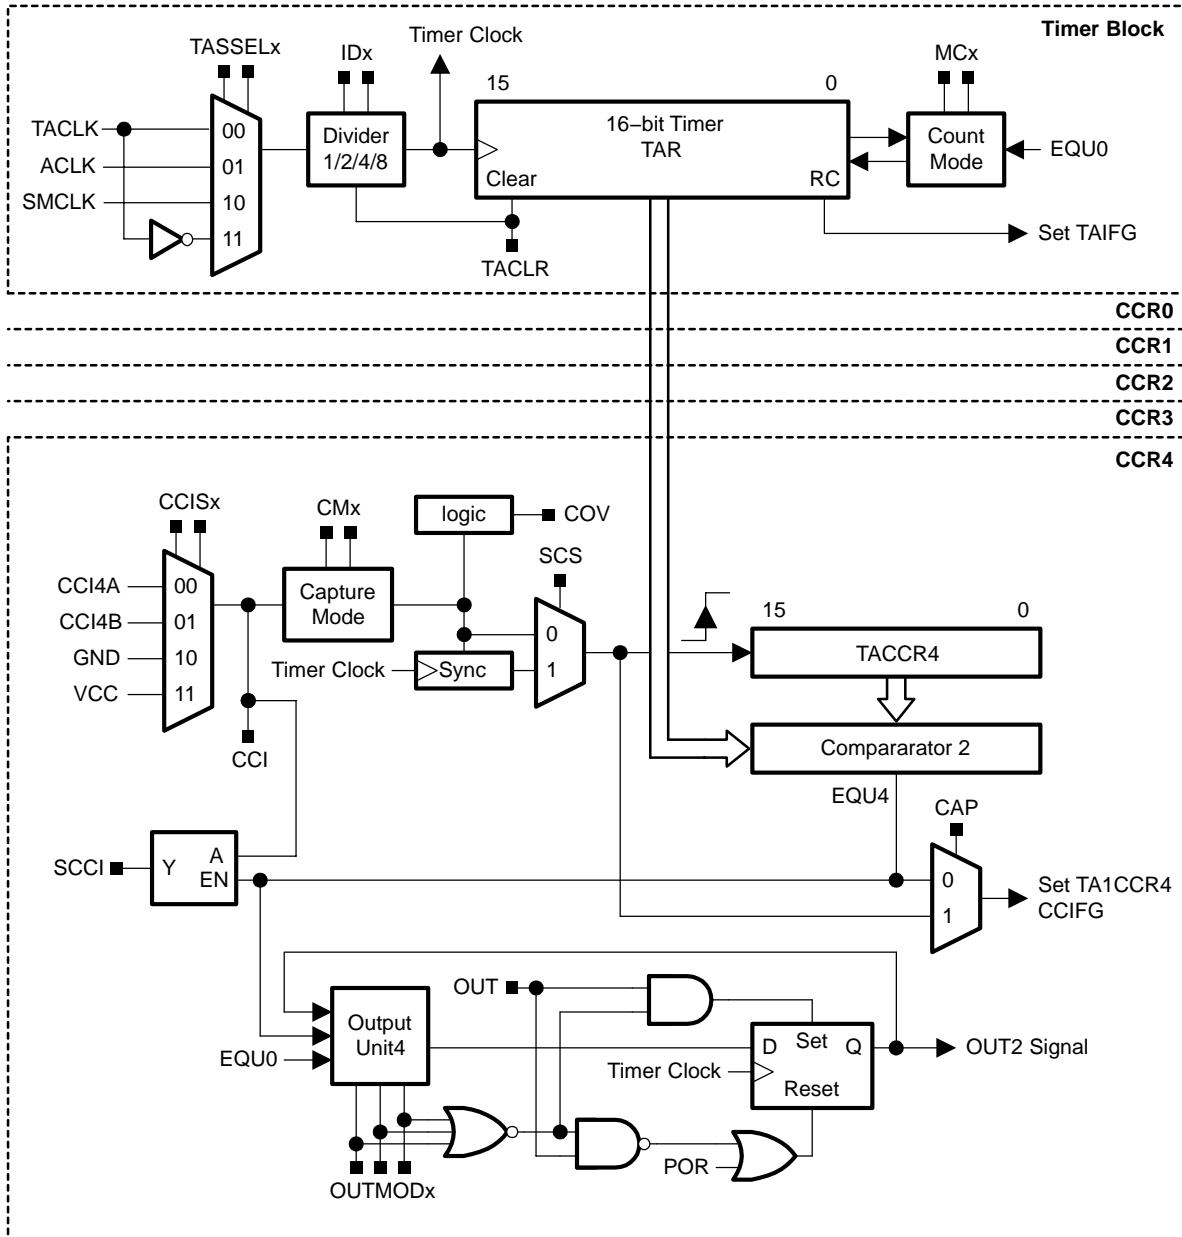 Timer Block
Timer Clock
TASSELx
IDx
MCx
15
0
TACLK
00
Divider
1/2/4/8
16−bit Timer
TAR
Count
Mode
EQU0
ACLK
01
SMCLK
10
Clear
RC
11
TACLR
Set TAIFG
CCR0
CCR1
CCR2
CCR3
CCR4
CCISx
CMx
logic
COV
SCS
CCI4A
00
Capture
Mode
15
0
CCI4B
01
0
GND
10
Timer Clock
Sync
1
TACCR4
VCC
11
CCI
Compararator 2
EQU4
CAP
SCCI
Y
A
EN
0
Set TA1CCR4
CCIFG
1
OUT
Output
Unit4
EQU0
D
Set
Q
OUT2 Signal
Timer Clock
Reset
POR
OUTMODx